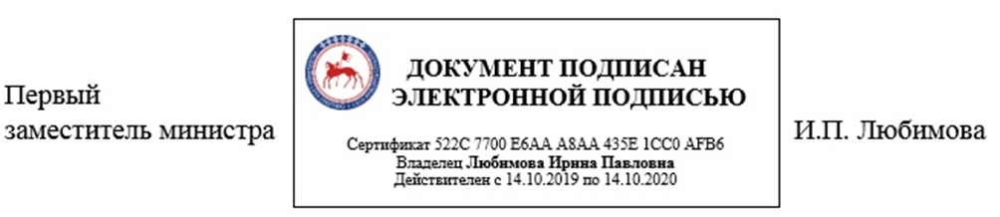 Первый
заместитель министра
ДОКУМЕНТ ПОДПИСАН
ЭЛЕКТРОННОЙ ПОДПИСЬЮ
Сертификат 522C 7700 E6AA A8AA 435E 1CC0 AFB6
Владелец Любимова Ирина Павловна
Действителен с 14.10.2019 по 14.10.2020
И.П. Любимова